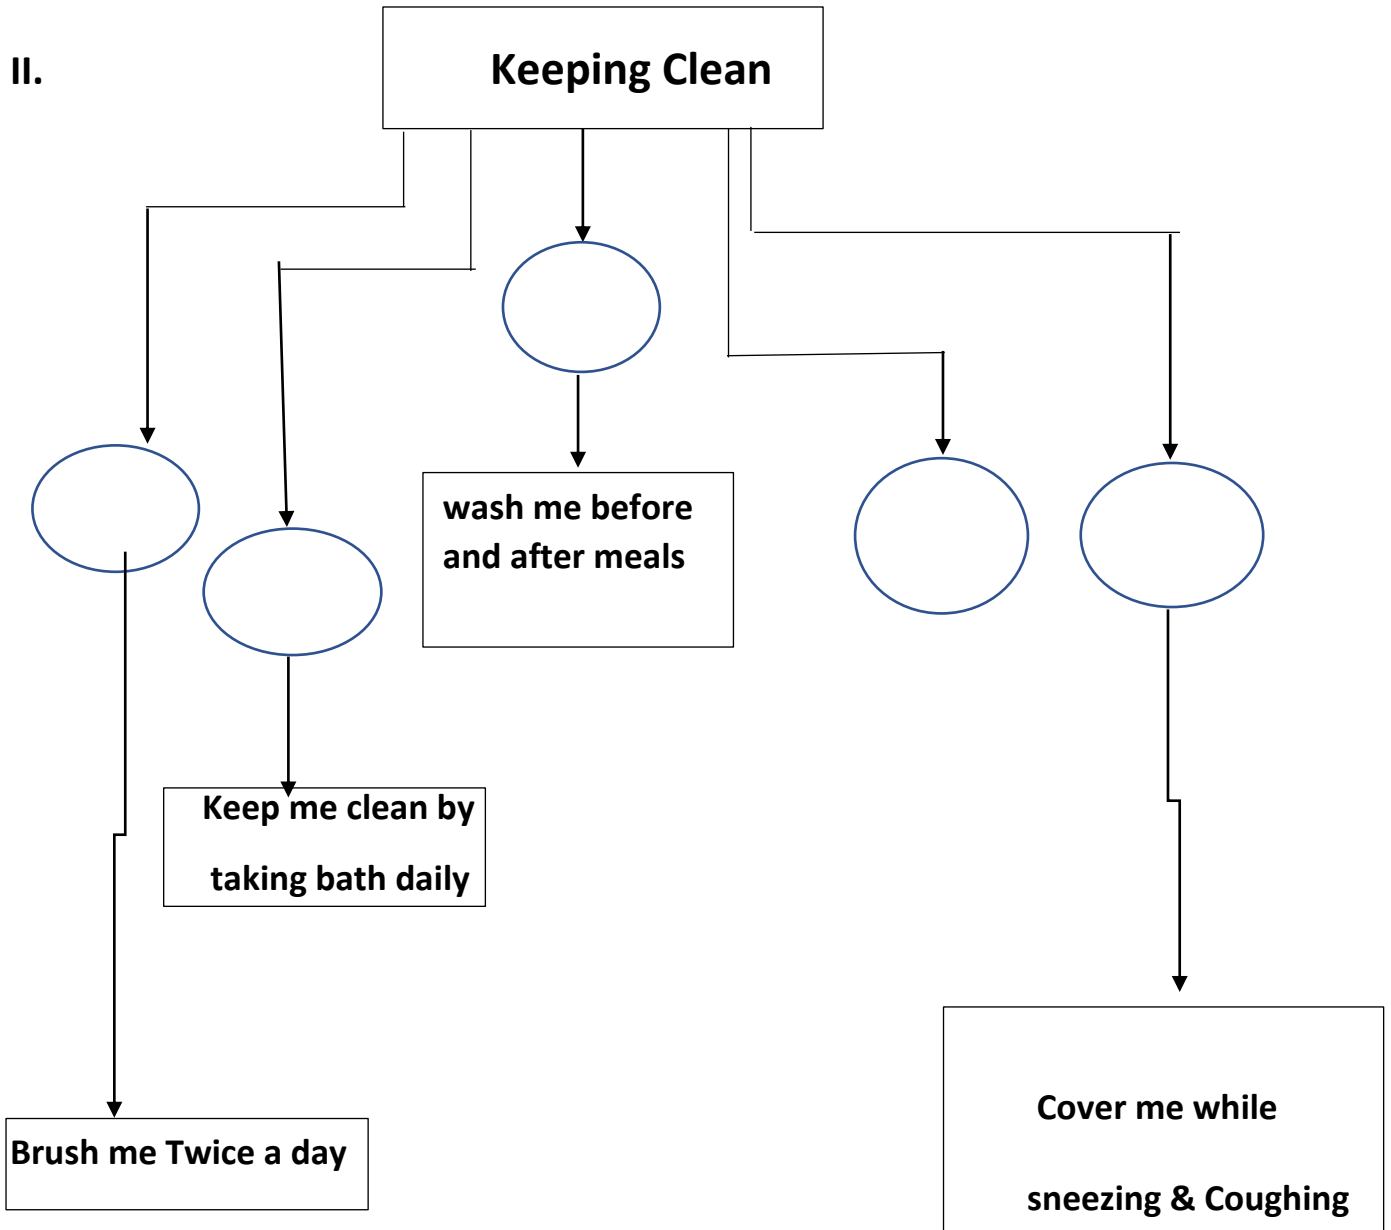 II.
Keeping Clean
wash me before
and after meals
Keep me clean by
taking bath daily
Brush me Twice a day
Cover me while
sneezing & Coughing